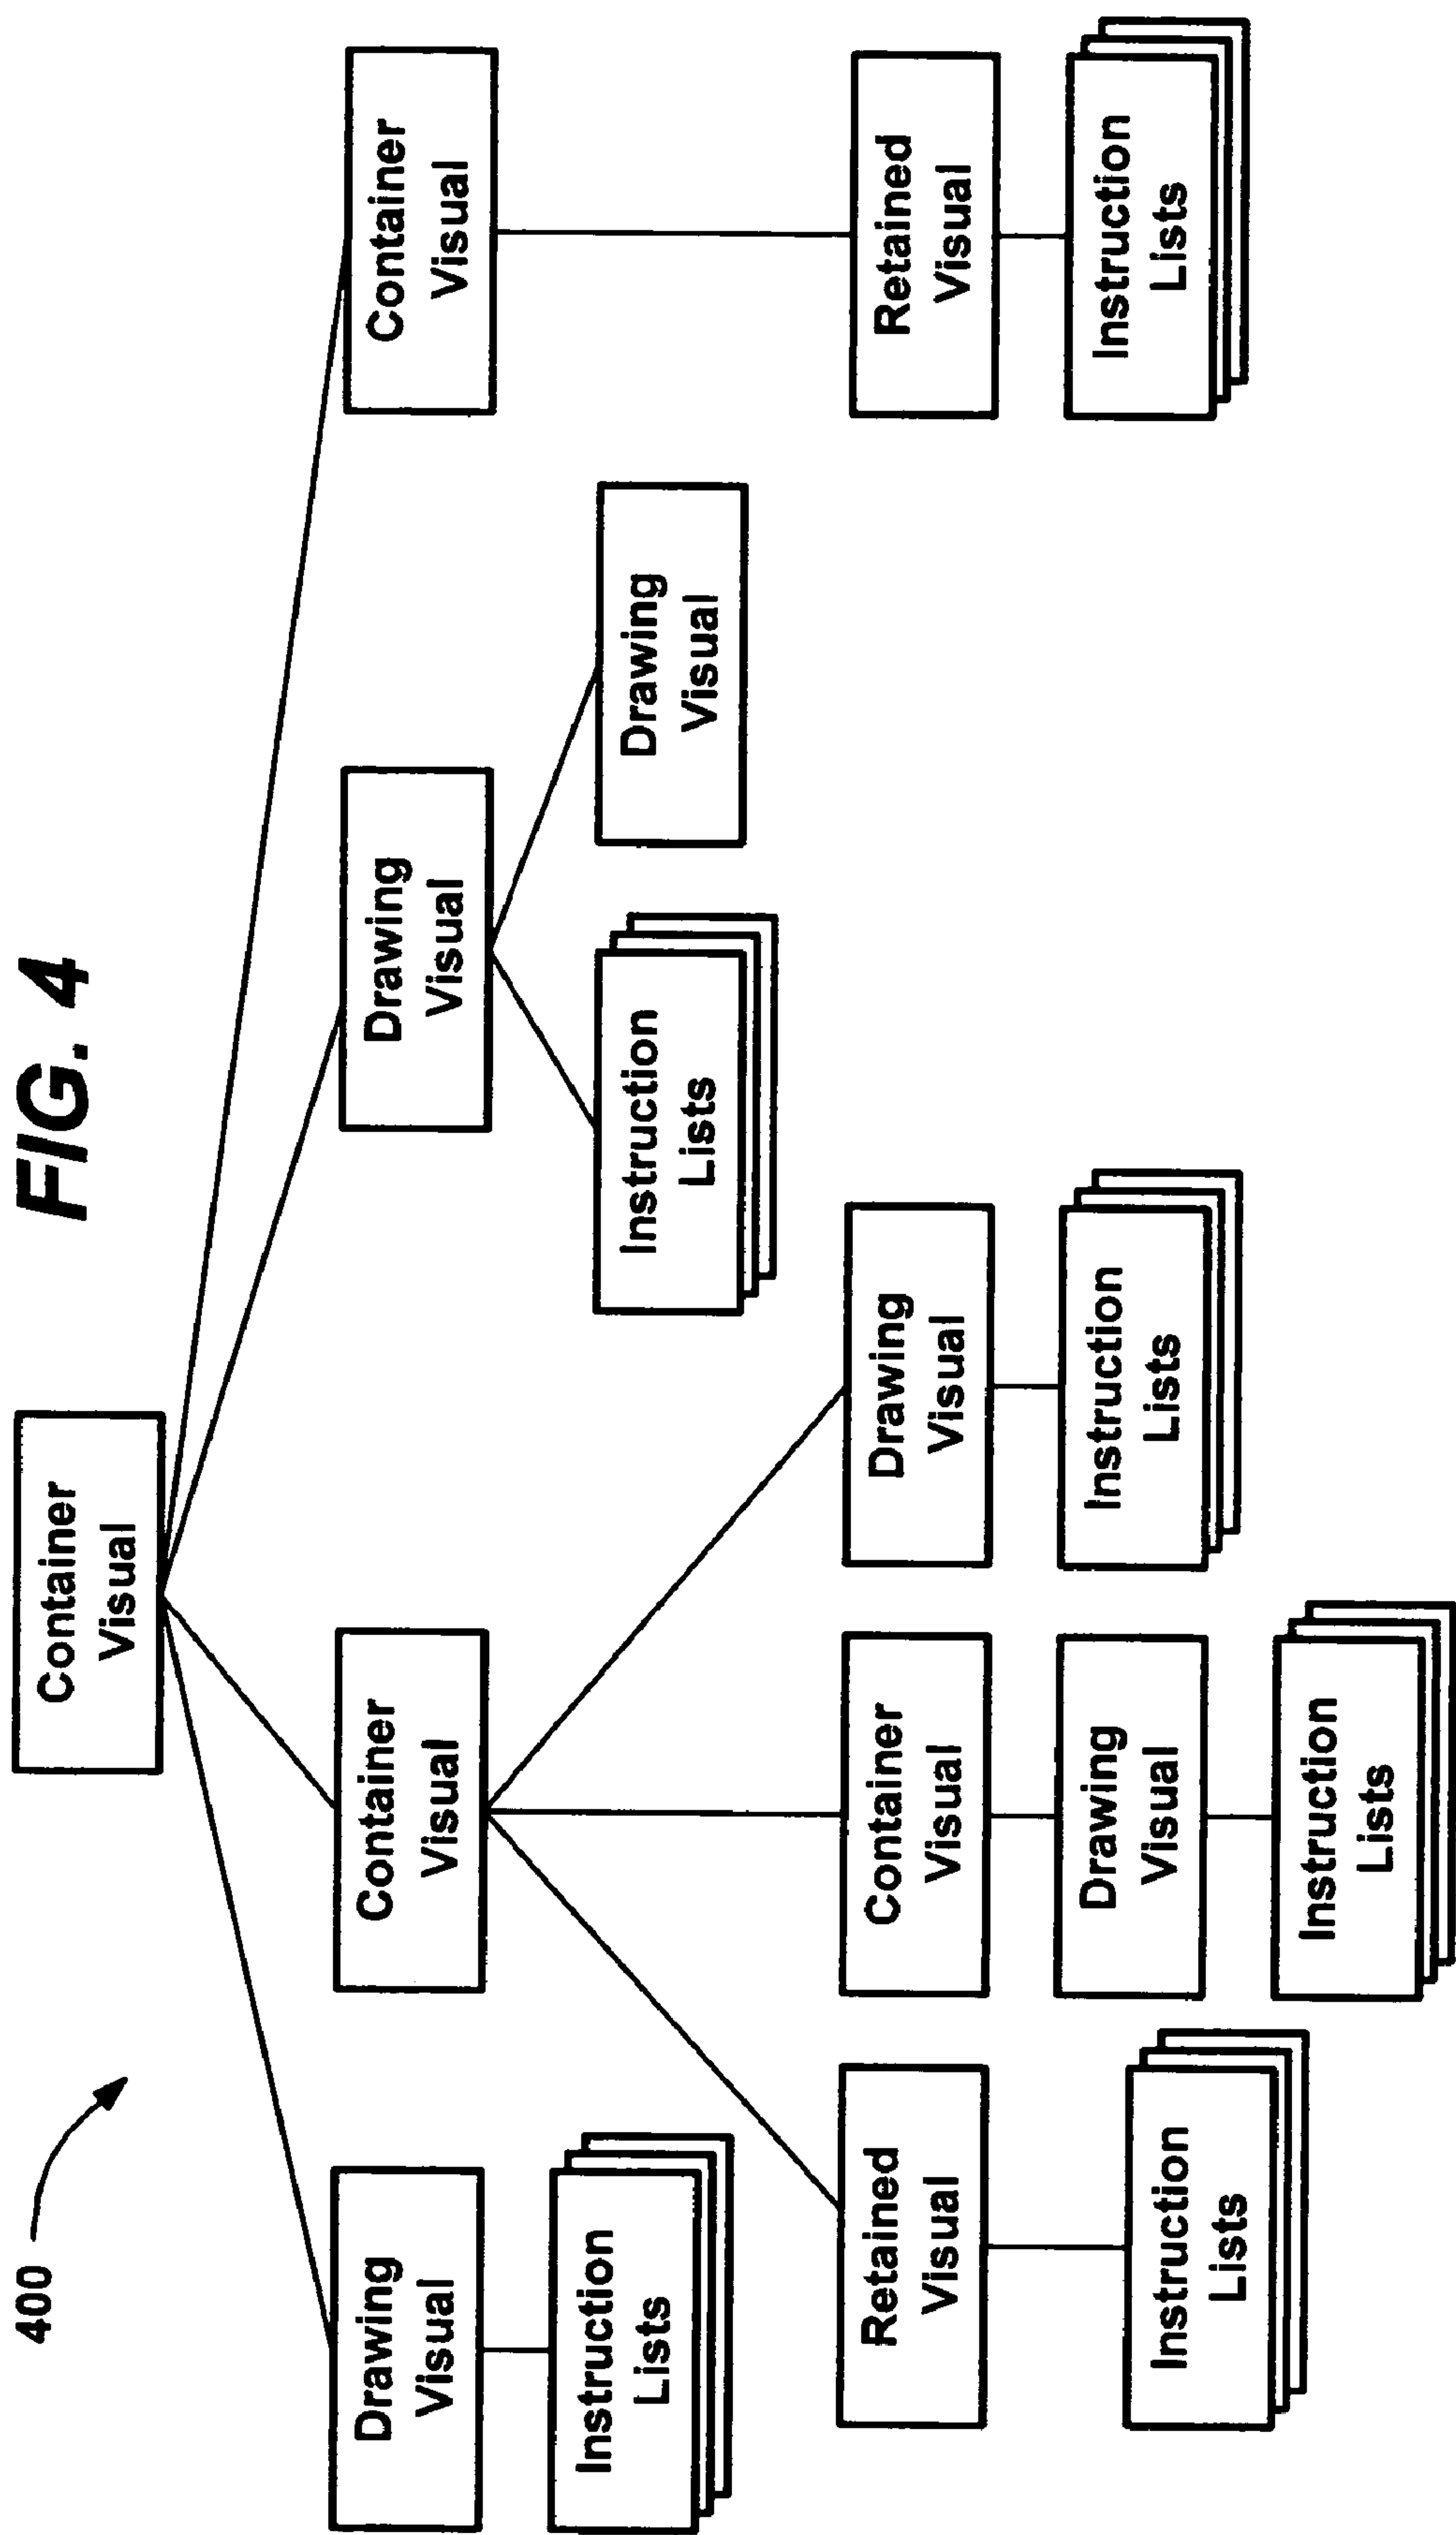 FIG. 4
400
Container
Visual
Drawing
Visual
Container
Visual
Drawing
Visual
Container
Visual
Instruction
Lists
Instruction
Lists
Drawing
Visual
Retained
Visual
Container
Visual
Drawing
Visual
Retained
Visual
Instruction
Lists
Drawing
Visual
Instruction
Lists
Instruction
Lists
Instruction
Lists